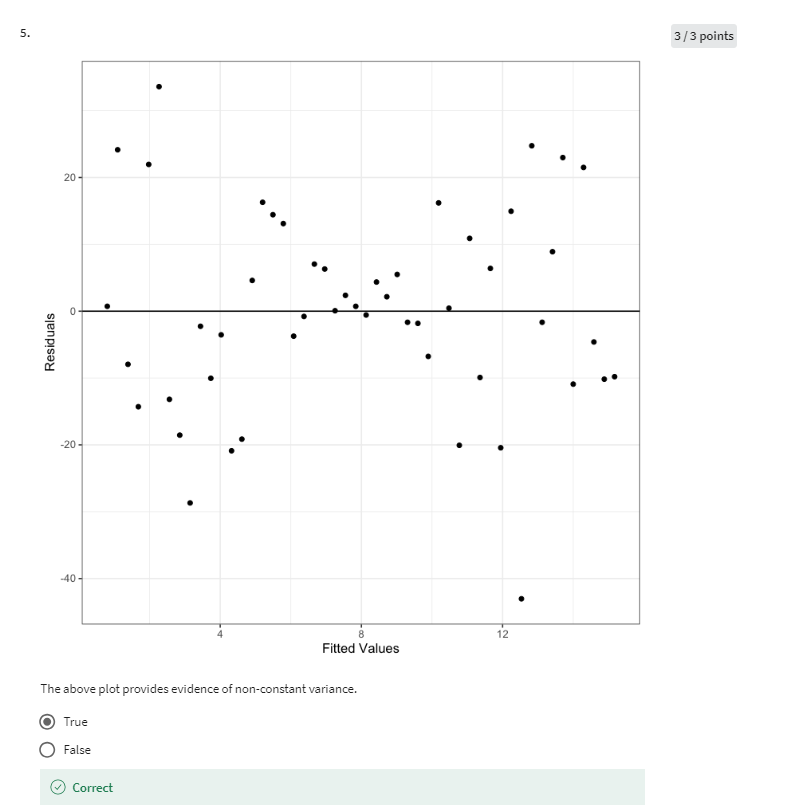 5.
3 / 3 points
20
0
-20
-40
Residuals
4 8 12
Fitted Values
The above plot provides evidence of non-constant variance.
True
False
Correct